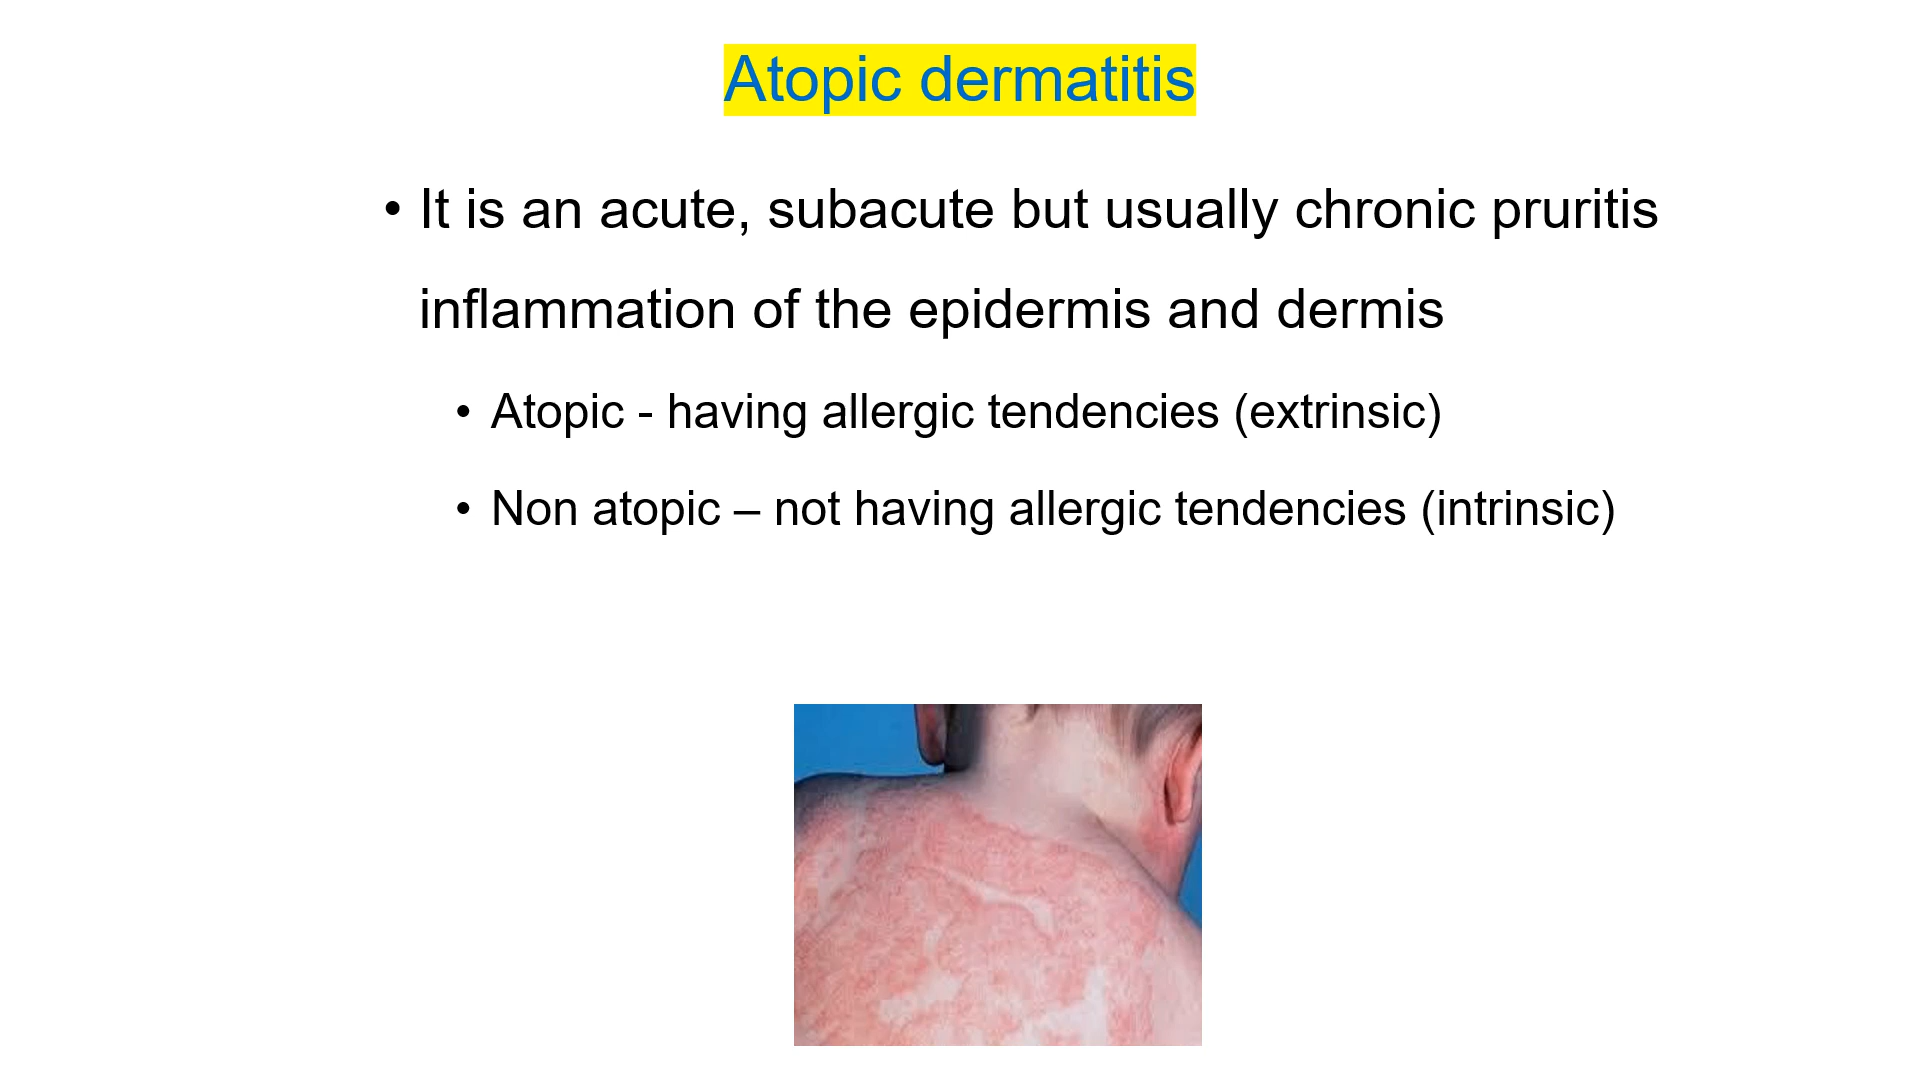 Atopic dermatitis
• It is an acute, subacute but usually chronic pruritis
inflammation of the epidermis and dermis
• Atopic - having allergic tendencies (extrinsic)
• Non atopic – not having allergic tendencies (intrinsic)